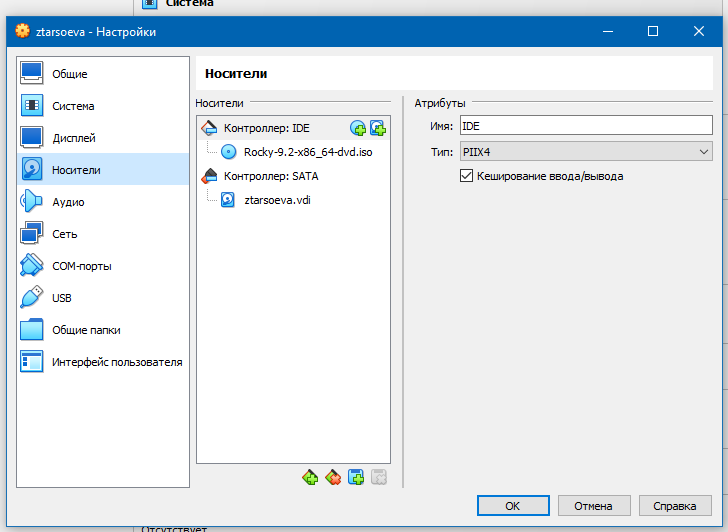 Система
ztarsoeva - Настройки
Общие
Система
Дисплей
Носители
Аудио
Сеть
COM-порты
USB
Общие папки
Интерфейс пользователя
Носители
Носители
Контроллер: IDE
Rocky-9.2-x86_64-dvd.iso
Контроллер: SATA
ztarsoeva.vdi
Атрибуты
Имя: IDE
Тип: PIIX4
Кеширование ввода/вывода
OK
Отмена
Справка
Отсутствует